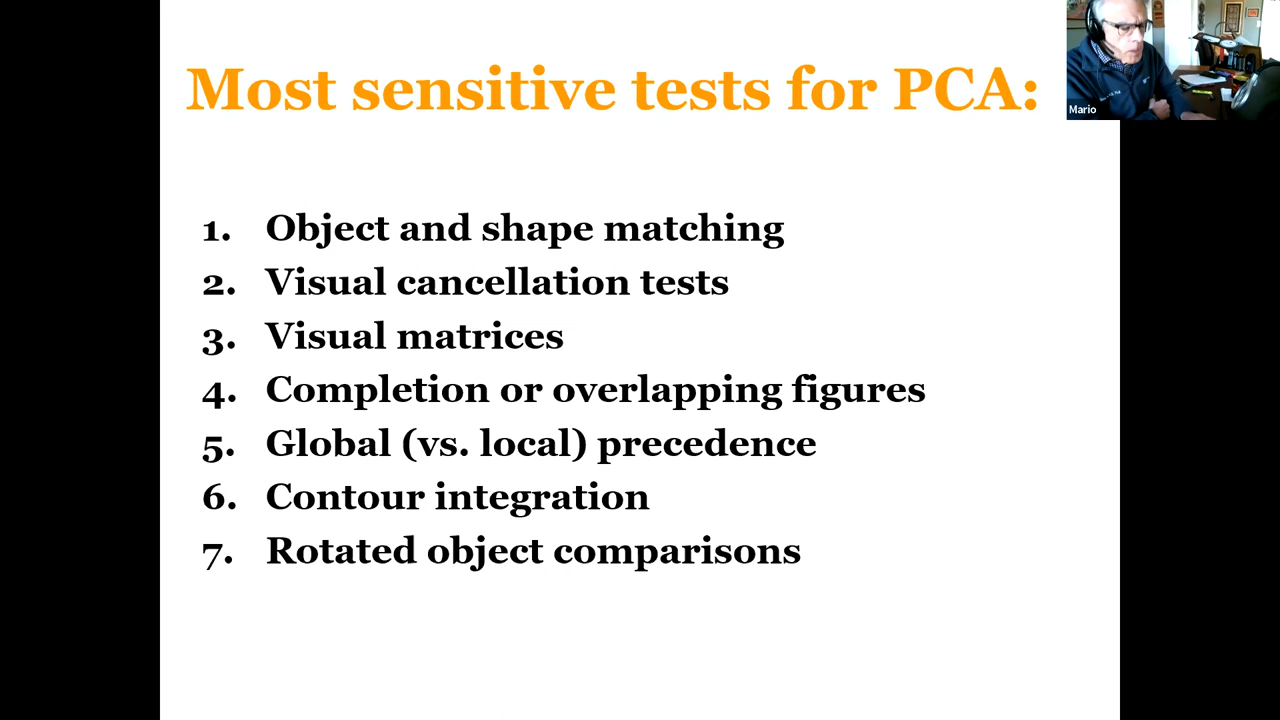 Most sensitive tests for PCA:
Mario
1. Object and shape matching
2. Visual cancellation tests
3. Visual matrices
4. Completion or overlapping figures
5. Global (vs. local) precedence
6. Contour integration
7. Rotated object comparisons